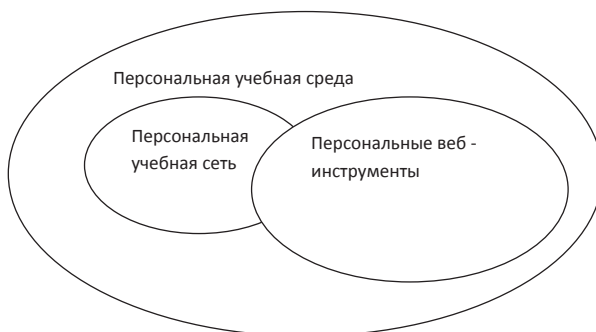 Персональная учебная среда
Персональная
учебная сеть
Персональные веб -
инструменты